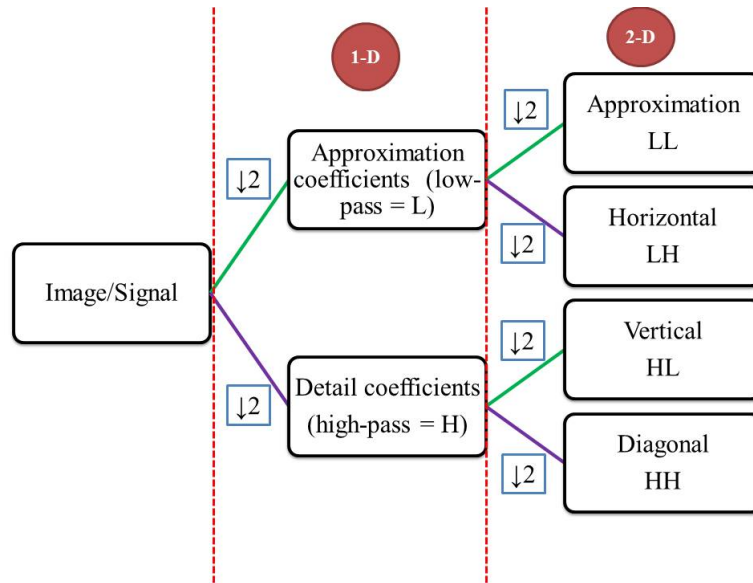 1-D
2-D
↓2
Approximation
LL
↓2
Approximation
coefficients (low-
pass = L)
↓2
Horizontal
LH
Image/Signal
↓2
Vertical
HL
↓2
Detail coefficients
(high-pass = H)
↓2
Diagonal
HH